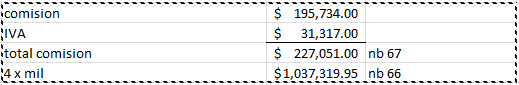 comision $ 195,734.00
IVA $ 31,317.00
total comision $ 227,051.00 nb 67
4 x mil $1,037,319.95 nb 66